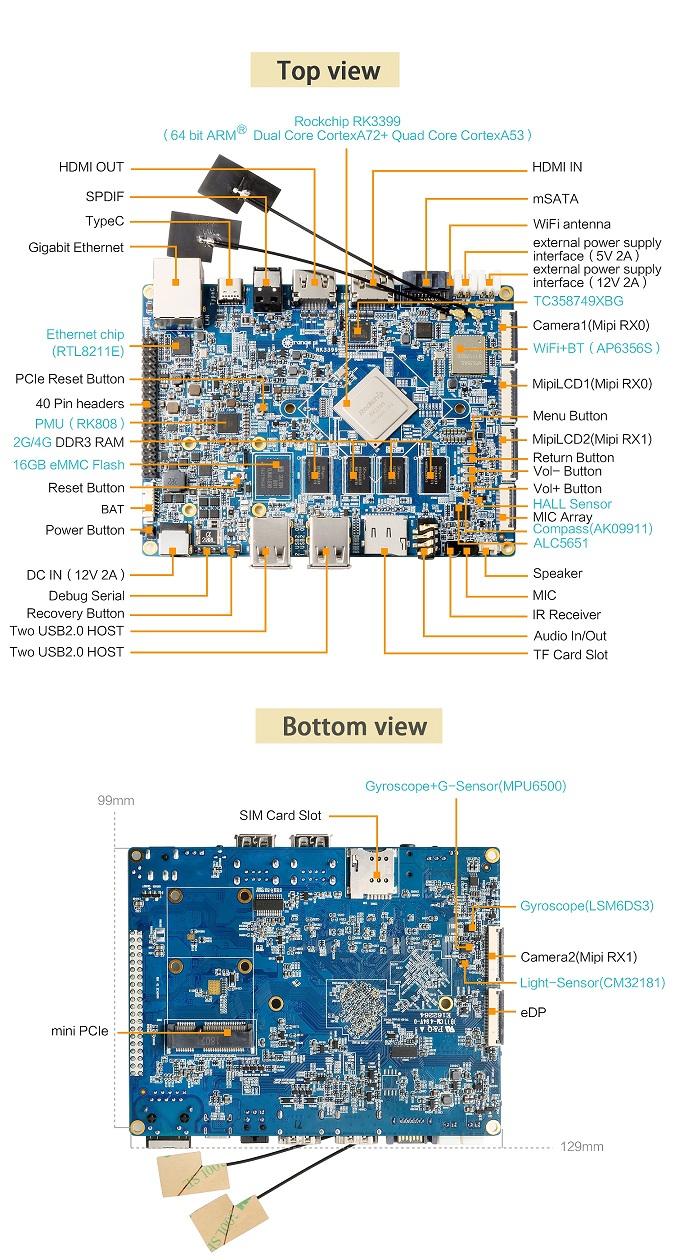 Top view
Rockchip RK3399
( 64 bit ARM® Dual Core CortexA72+ Quad Core CortexA53 )
HDMI OUT
SPDIF
TypeC
Gigabit Ethernet
Ethernet chip
(RTL8211E)
PCIe Reset Button
40 Pin headers
PMU ( RK808 )
2G/4G DDR3 RAM
16GB eMMC Flash
Reset Button
BAT
Power Button
DC IN ( 12V 2A )
Debug Serial
Recovery Button
Two USB2.0 HOST
Two USB2.0 HOST
HDMI IN
mSATA
WiFi antenna
external power supply
interface ( 5V 2A )
external power supply
interface ( 12V 2A )
TC358749XBG
Camera1(Mipi RX0)
WiFi+BT ( AP6356S )
MipiLCD1(Mipi RX0)
Menu Button
MipiLCD2(Mipi RX1)
Return Button
Vol- Button
Vol+ Button
HALL Sensor
MIC Array
Compass(AK09911)
ALC5651
Speaker
MIC
IR Receiver
Audio In/Out
TF Card Slot
range Pi
RK3399
Rockchip
Bottom view
Gyroscope+G-Sensor(MPU6500)
99mm
SIM Card Slot
Gyroscope(LSM6DS3)
Camera2(Mipi RX1)
Light-Sensor(CM32181)
eDP
mini PCIe
129mm